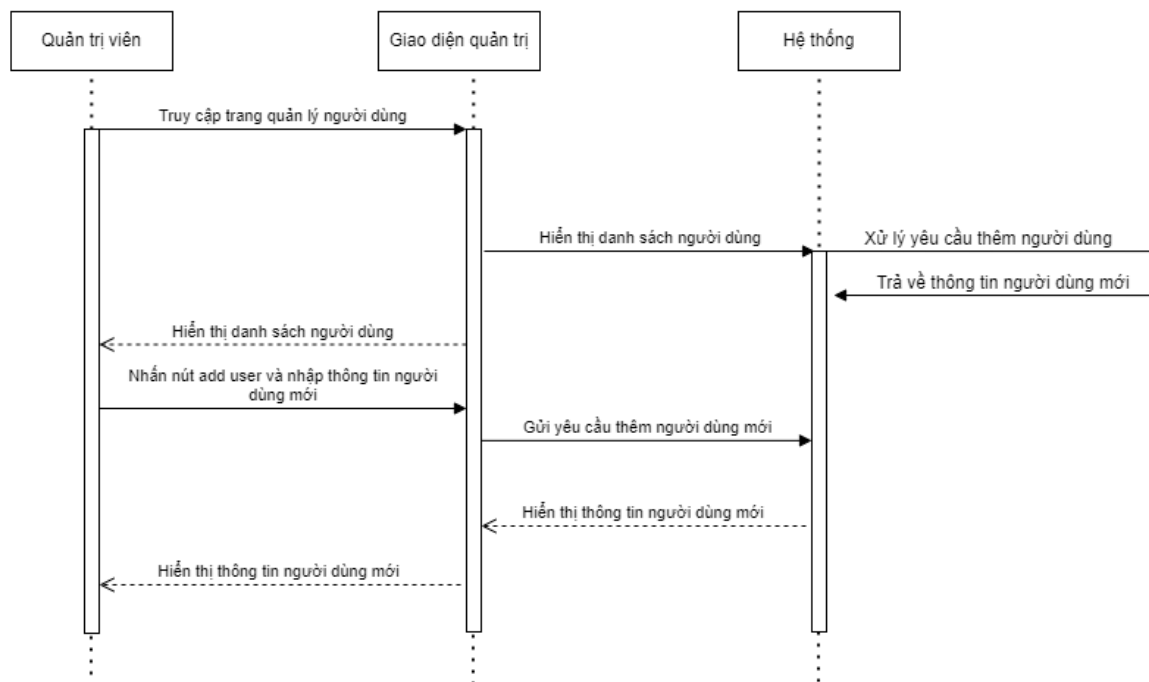 Quản trị viên
Giao diện quản trị
Hệ thống
Truy cập trang quản lý người dùng
Hiển thị danh sách người dùng
Xử lý yêu cầu thêm người dùng
Trả về thông tin người dùng mới
Hiển thị danh sách người dùng
Nhấn nút add user và nhập thông tin người
dùng mới
Gửi yêu cầu thêm người dùng mới
Hiển thị thông tin người dùng mới
Hiển thị thông tin người dùng mới